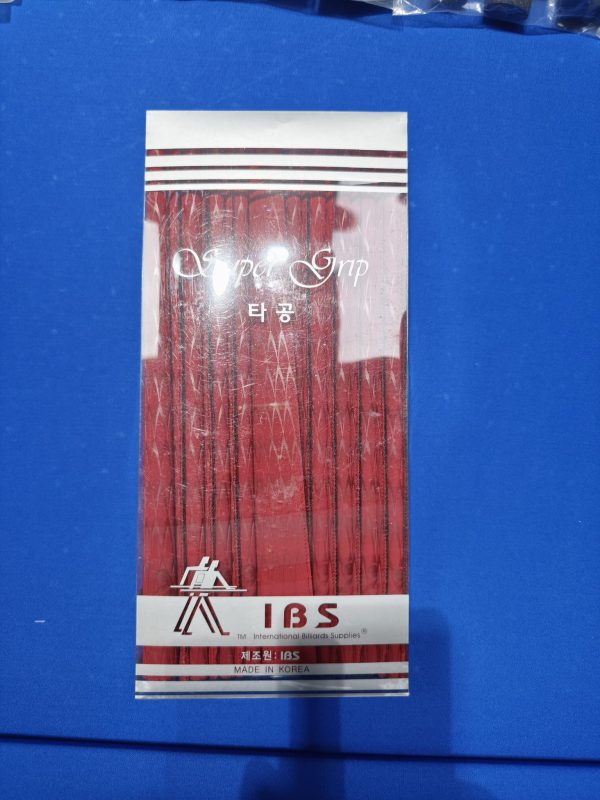 Super Grip
타공
IBS
TM International Billiards Supplies®
제조원: IBS
MADE IN KOREA